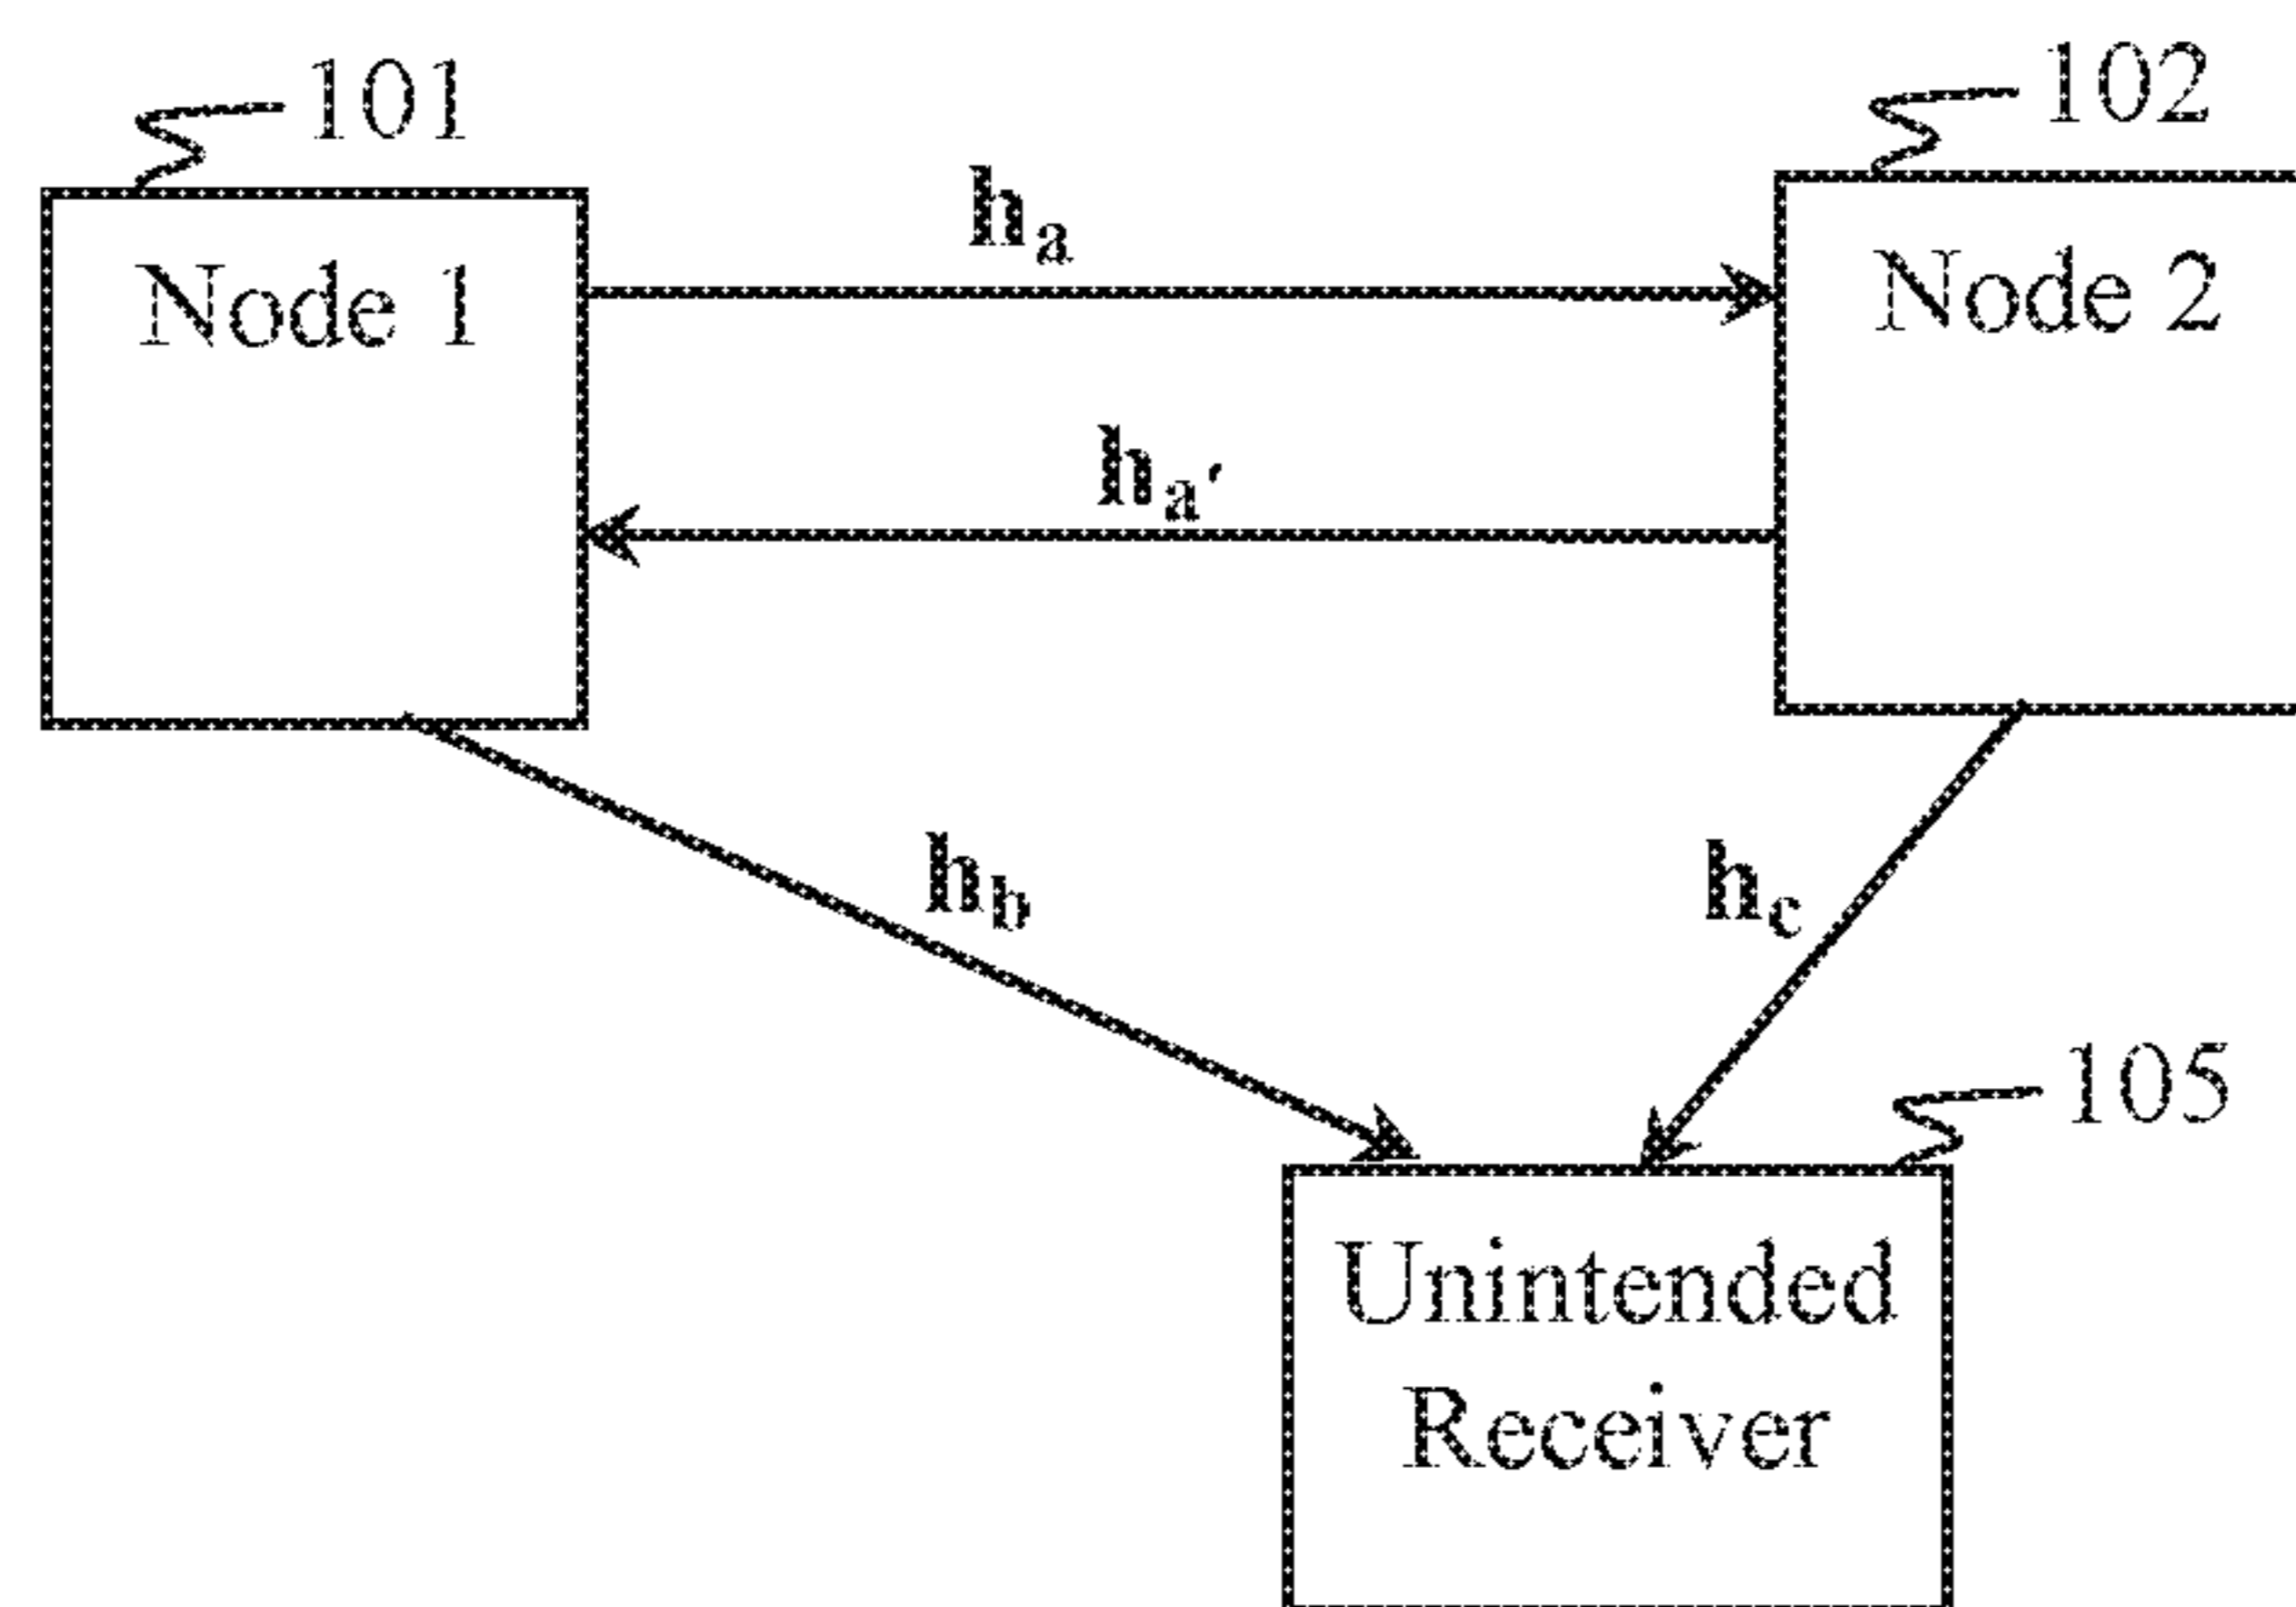 101
102
h_a
Node 1
Node 2
h_a′
h_b
h_c
105
Unintended
Receiver